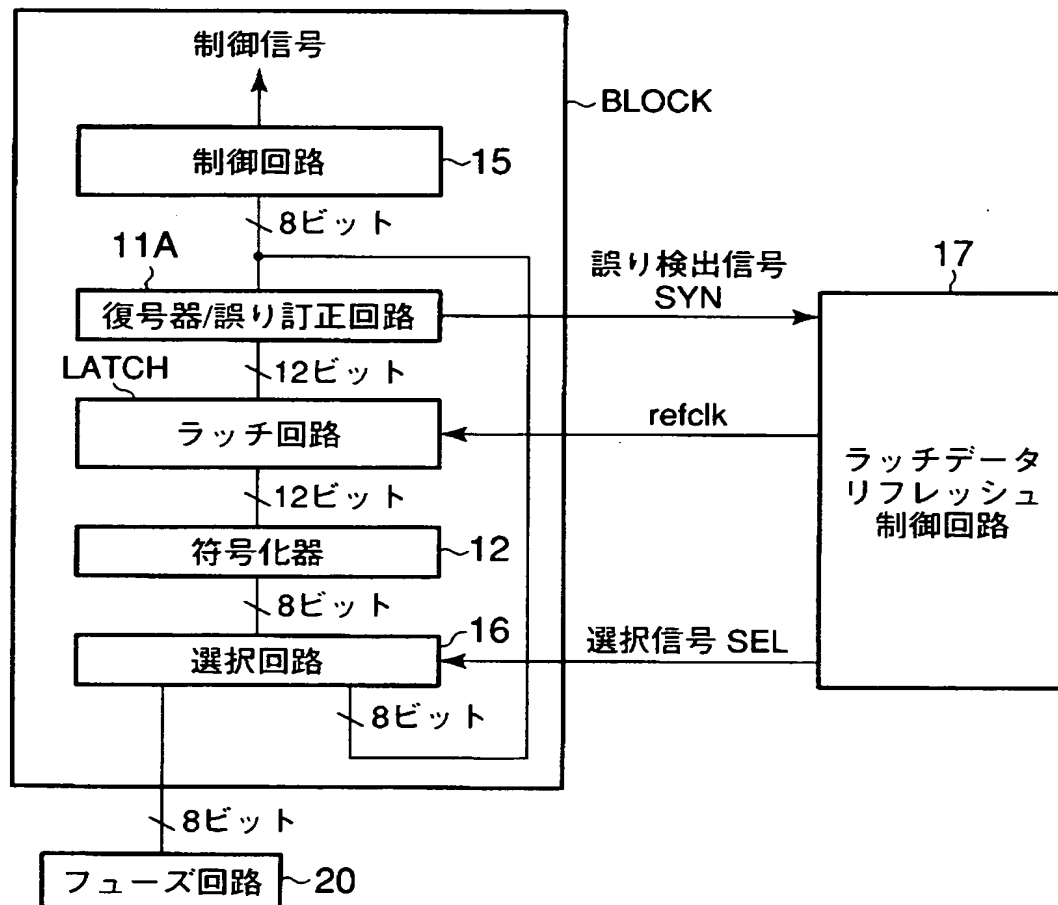 制御信号
BLOCK
制御回路
15
8ビット
11A
誤り検出信号
SYN
17
復号器/誤り訂正回路
LATCH
12ビット
ラッチ回路
refclk
ラッチデータ
リフレッシュ
制御回路
12ビット
符号化器
12
8ビット
16
選択回路
選択信号 SEL
8ビット
8ビット
フューズ回路
20